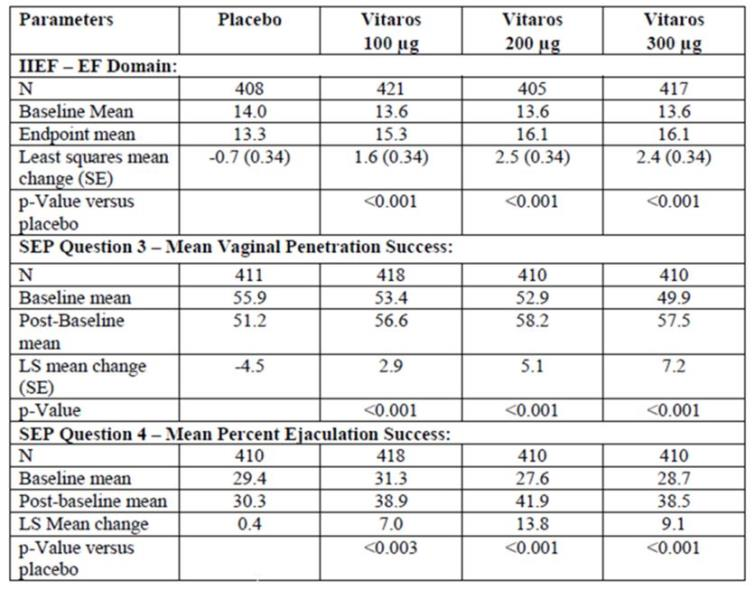 Parameters Placebo Vitaros Vitaros Vitaros
100 µg 200 µg 300 µg
IIEF – EF Domain:
N 408 421 405 417
Baseline Mean 14.0 13.6 13.6 13.6
Endpoint mean 13.3 15.3 16.1 16.1
Least squares mean -0.7 (0.34) 1.6 (0.34) 2.5 (0.34) 2.4 (0.34)
change (SE)
p-Value versus <0.001 <0.001 <0.001
placebo
SEP Question 3 – Mean Vaginal Penetration Success:
N 411 418 410 410
Baseline mean 55.9 53.4 52.9 49.9
Post-Baseline 51.2 56.6 58.2 57.5
mean
LS mean change -4.5 2.9 5.1 7.2
(SE)
p-Value <0.001 <0.001 <0.001
SEP Question 4 – Mean Percent Ejaculation Success:
N 410 418 410 410
Baseline mean 29.4 31.3 27.6 28.7
Post-baseline mean 30.3 38.9 41.9 38.5
LS Mean change 0.4 7.0 13.8 9.1
p-Value versus <0.003 <0.001 <0.001
placebo